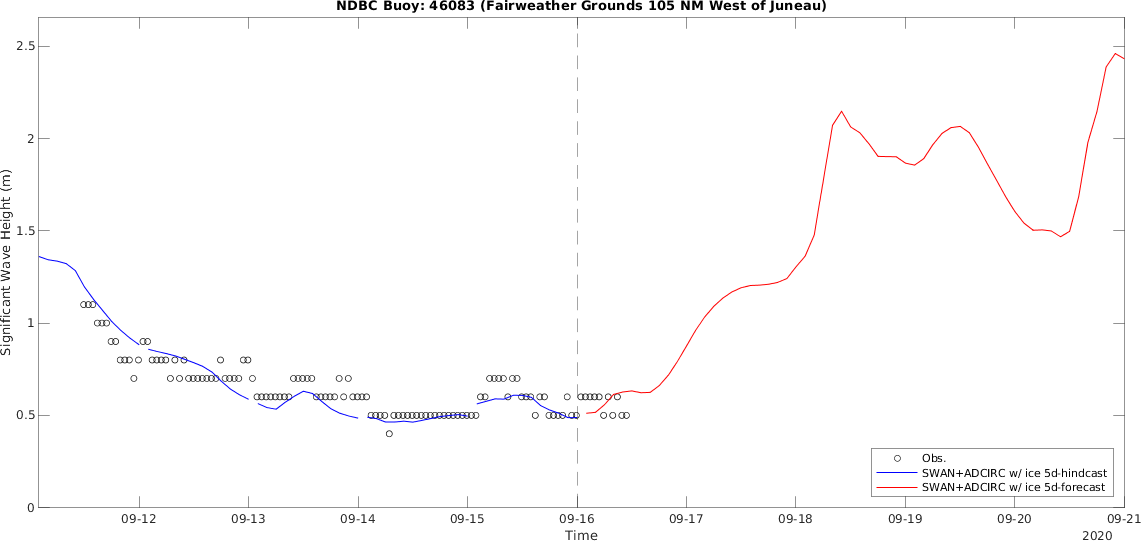 NDBC Buoy: 46083 (Fairweather Grounds 105 NM West of Juneau)
Significant Wave Height (m)
2.5
2
1.5
1
0.5
0
Obs.
SWAN+ADCIRC w/ ice 5d-hindcast
SWAN+ADCIRC w/ ice 5d-forecast
09-12 09-13 09-14 09-15 09-16 09-17 09-18 09-19 09-20 09-21
Time
2020